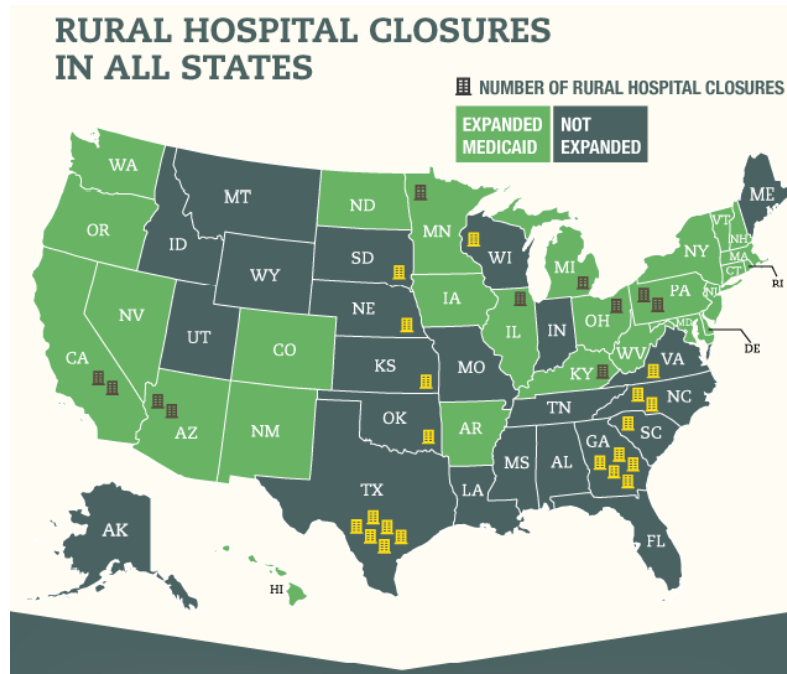 RURAL HOSPITAL CLOSURES
IN ALL STATES
NUMBER OF RURAL HOSPITAL CLOSURES
EXPANDED
MEDICAID
NOT
EXPANDED
WA
OR
CA
NV
ID
MT
WY
UT
AZ
CO
NM
ND
SD
NE
KS
OK
TX
MN
IA
MO
AR
LA
WI
IL
MI
IN
OH
KY
TN
MS
AL
GA
FL
SC
NC
VA
WV
PA
NY
VT
NH
ME
MA
CT
RI
NJ
MD
DE
AK
HI